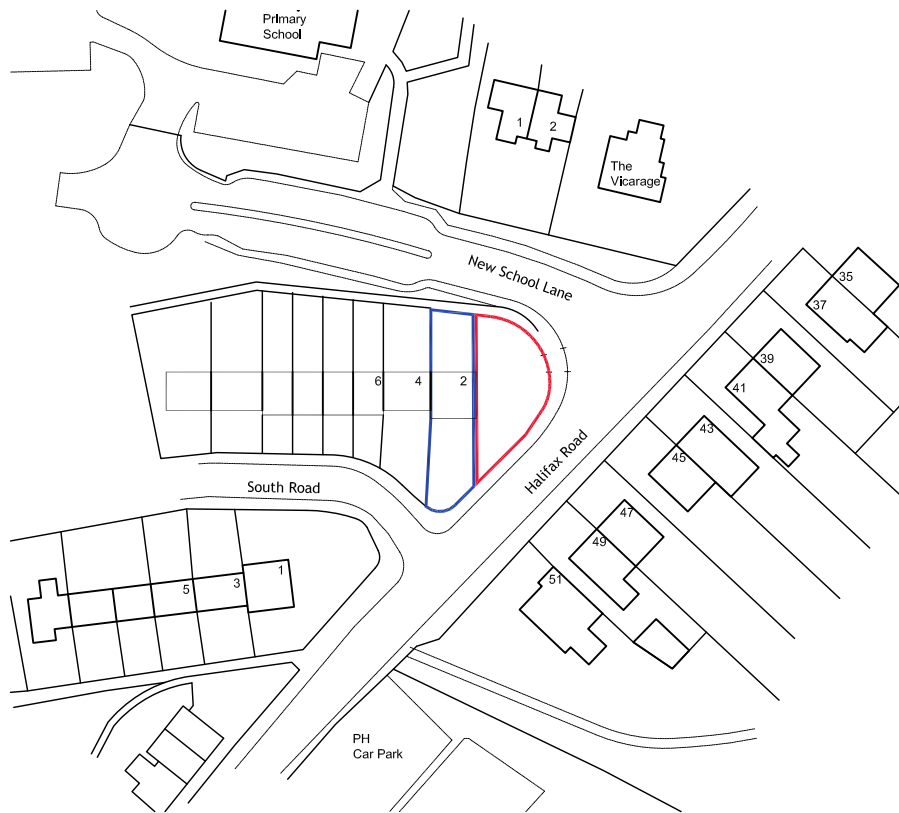 Primary
School
1
2
The
Vicarage
New School Lane
35
37
39
41
6
4
2
43
45
Halifax Road
South Road
47
49
51
1
3
5
PH
Car Park